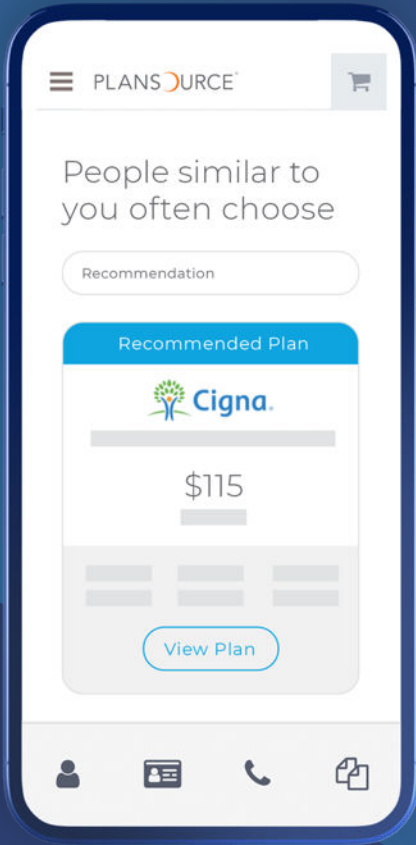 PLANSOURCE
People similar to
you often choose
Recommendation
Recommended Plan
Cigna.
$115
View Plan